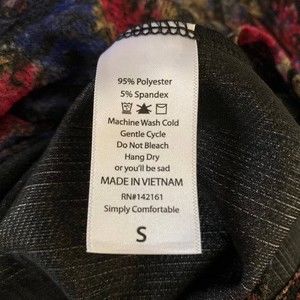 95% Polyester
5% Spandex
Machine Wash Cold
Gentle Cycle
Do Not Bleach
Hang Dry
or you'll be sad
MADE IN VIETNAM
RN#142161
Simply Comfortable
S